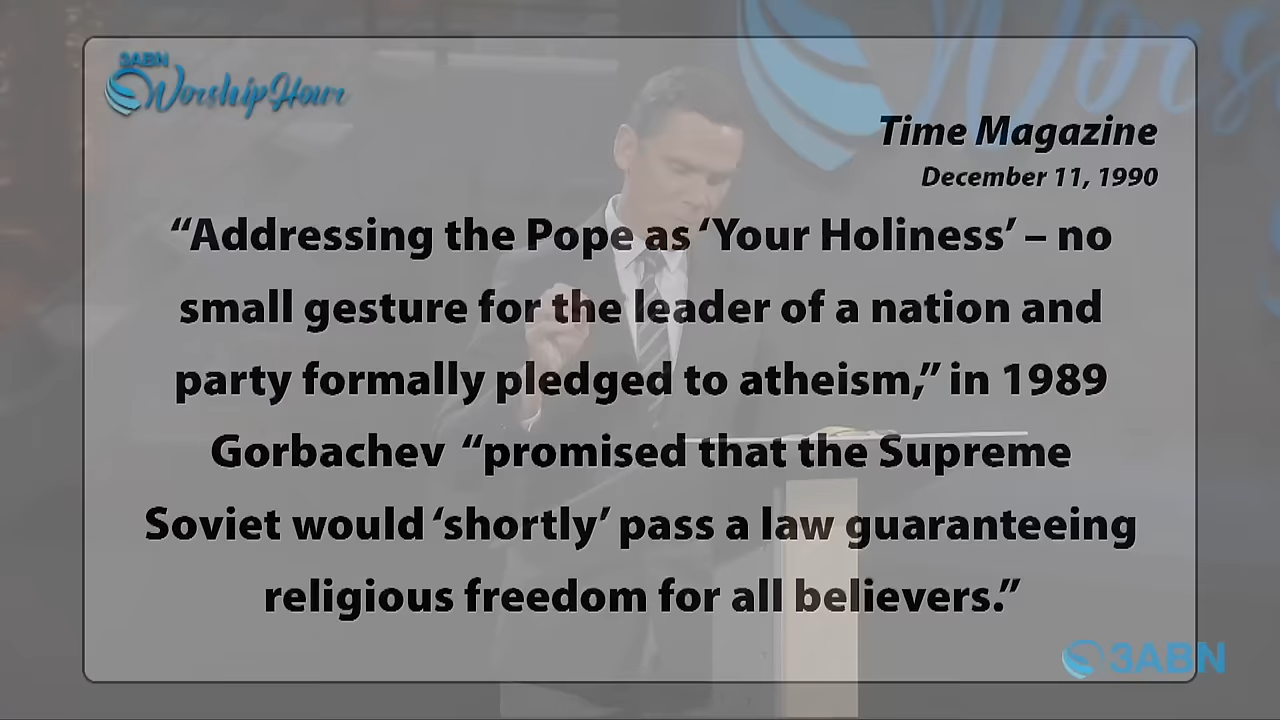 3ABN
Worship Hour
Wors
Time Magazine
December 11, 1990
“Addressing the Pope as ‘Your Holiness’ – no
small gesture for the leader of a nation and
party formally pledged to atheism,” in 1989
Gorbachev “promised that the Supreme
Soviet would ‘shortly’ pass a law guaranteeing
religious freedom for all believers.”
3ABN